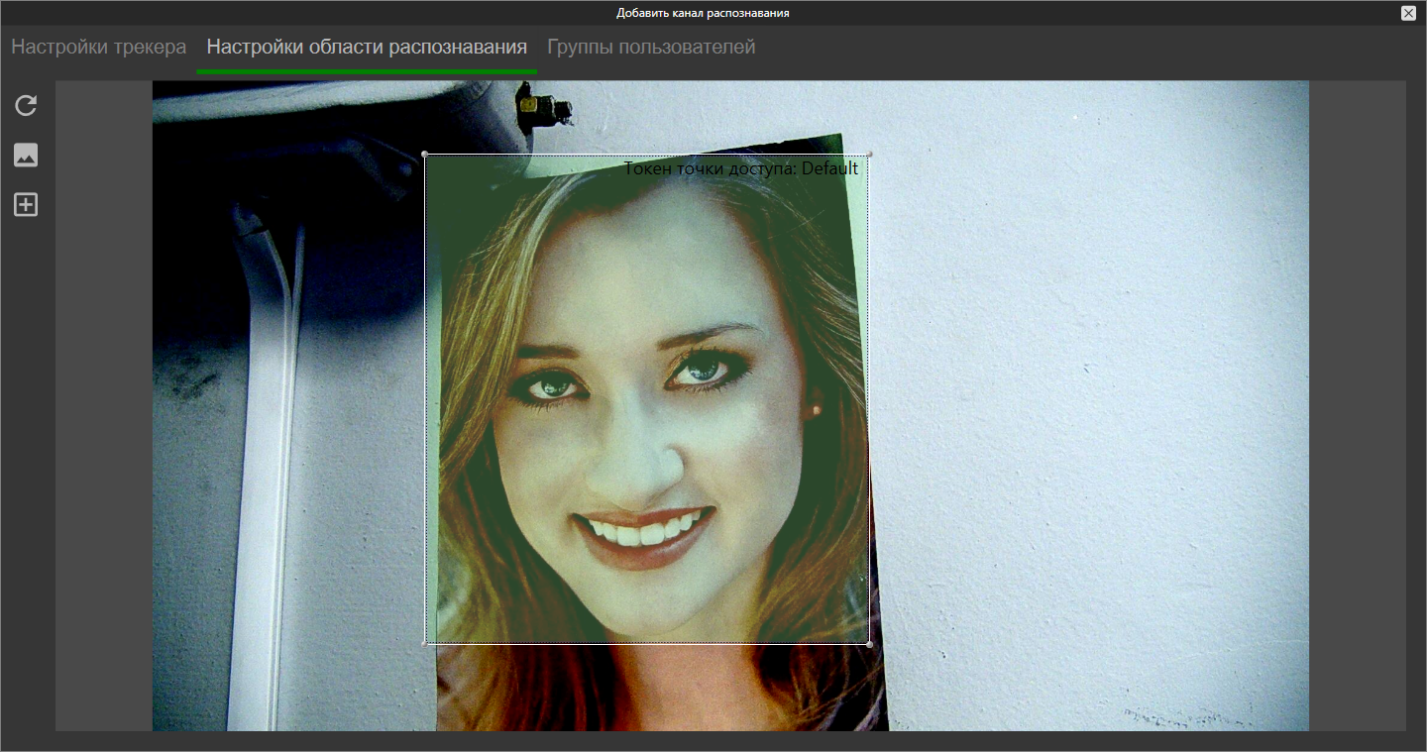 Добавить канал распознавания
Настройки трекера Настройки области распознавания Группы пользователей
Токен точки доступа: Default